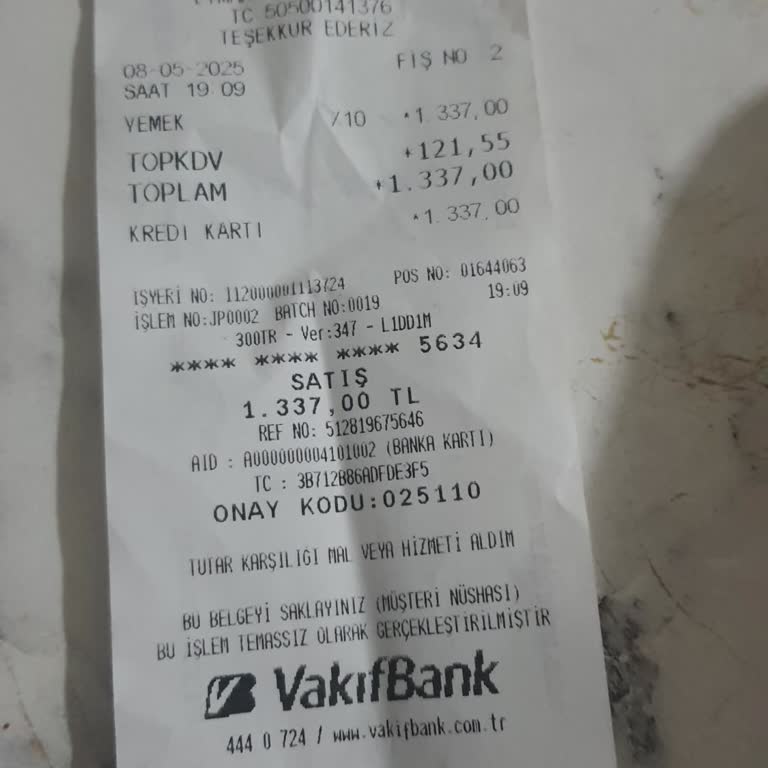 TC 50500141376
TEŞEKKUR EDERİZ
08-05-2025 FİŞ NO 2
SAAT 19 09
YEMEK %10 *1.337,00
TOPKDV *121,55
TOPLAM *1.337,00
KREDI KARTI *1.337,00
İŞYERİ NO: 112000001113724 POS NO: 01644063
İŞLEM NO:JP0002 BATCH NO:0019 19:09
300TR - Ver:347 - L1DD1M
**** **** **** 5634
SATIŞ
1.337,00 TL
REF NO: 512819675646
AID : A000000004101002 (BANKA KARTI)
TC : 3B712B86ADFDE3F5
ONAY KODU:025110
TUTAR KARŞILIĞI MAL VEYA HİZMETİ ALDIM
BU BELGEYİ SAKLAYINIZ (MÜŞTERİ NÜSHASI)
BU İŞLEM TEMASSIZ OLARAK GERÇEKLEŞTİRİLMİŞTİR
VakıfBank
444 0 724 / www.vakifbank.com.tr